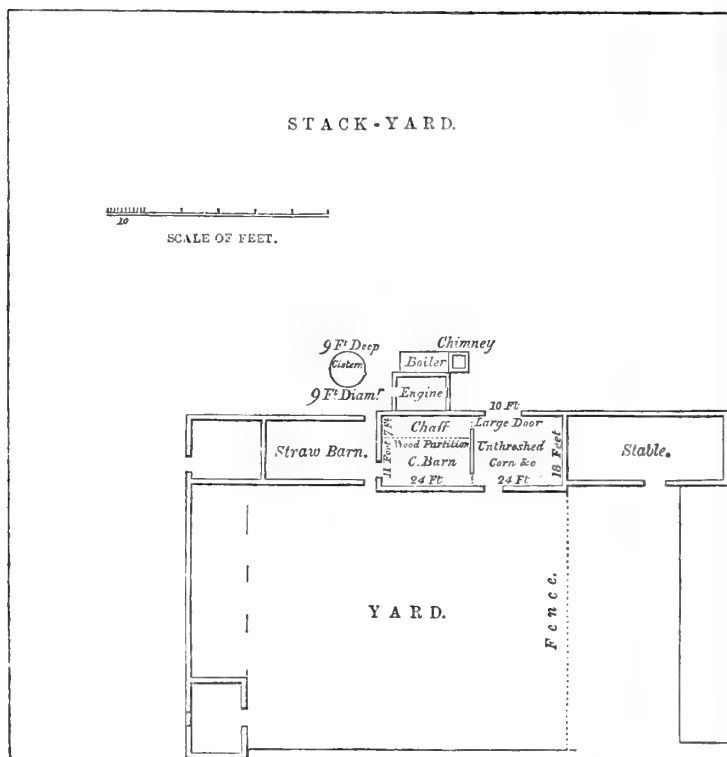 STACK-YARD.
10
SCALE OF FEET.
9 Ft Deep
Cistern
9 Ft Diamr
Chimney
Boiler
Engine
10 Ft
Large Door
Chaff
7 Ft
Wood Partition
11 Feet
C. Barn
24 Ft
Unthreshed
Corn &c
24 Ft
18 Feet
Straw Barn.
Stable.
YARD.
Fence.